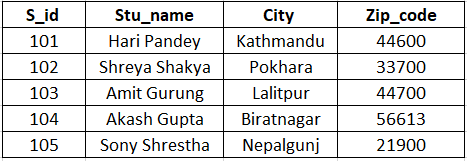 S_id Stu_name City Zip_code
101 Hari Pandey Kathmandu 44600
102 Shreya Shakya Pokhara 33700
103 Amit Gurung Lalitpur 44700
104 Akash Gupta Biratnagar 56613
105 Sony Shrestha Nepalgunj 21900